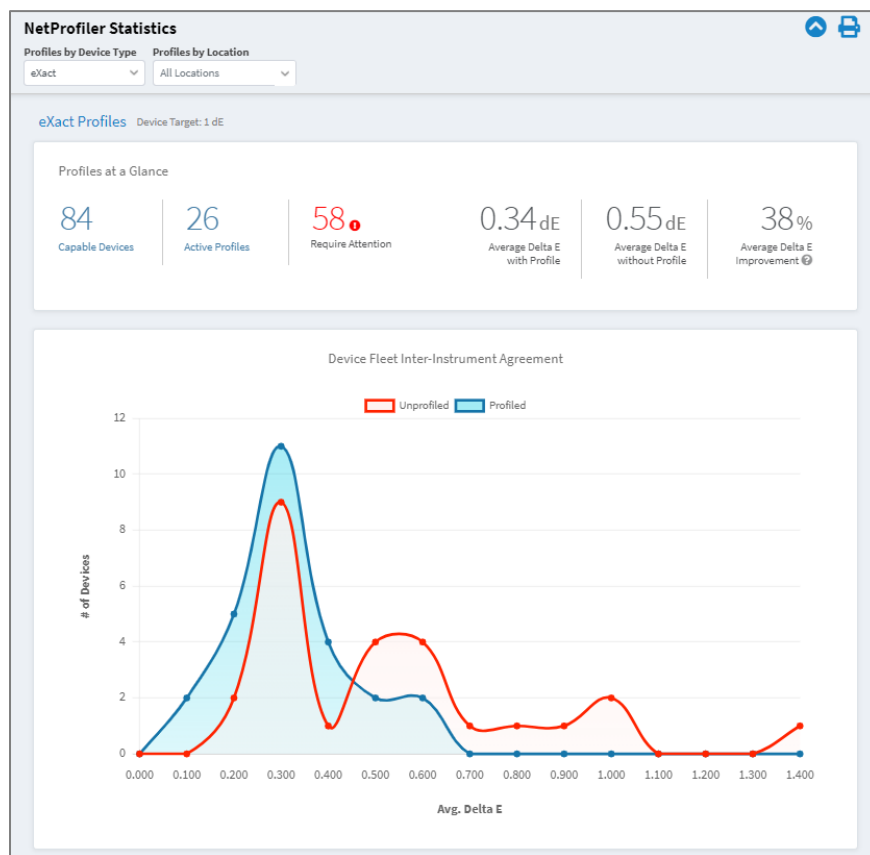 NetProfiler Statistics
Profiles by Device Type Profiles by Location
eXact All Locations
eXact Profiles Device Target: 1 dE
Profiles at a Glance
84 26 58 0.34 dE 0.55 dE 38 %
Capable Devices Active Profiles Require Attention Average Delta E with Profile Average Delta E without Profile Average Delta E Improvement
Device Fleet Inter-Instrument Agreement
Unprofiled Profiled
12
10
8
6
4
2
0
# of Devices
0.000 0.100 0.200 0.300 0.400 0.500 0.600 0.700 0.800 0.900 1.000 1.100 1.200 1.300 1.400
Avg. Delta E